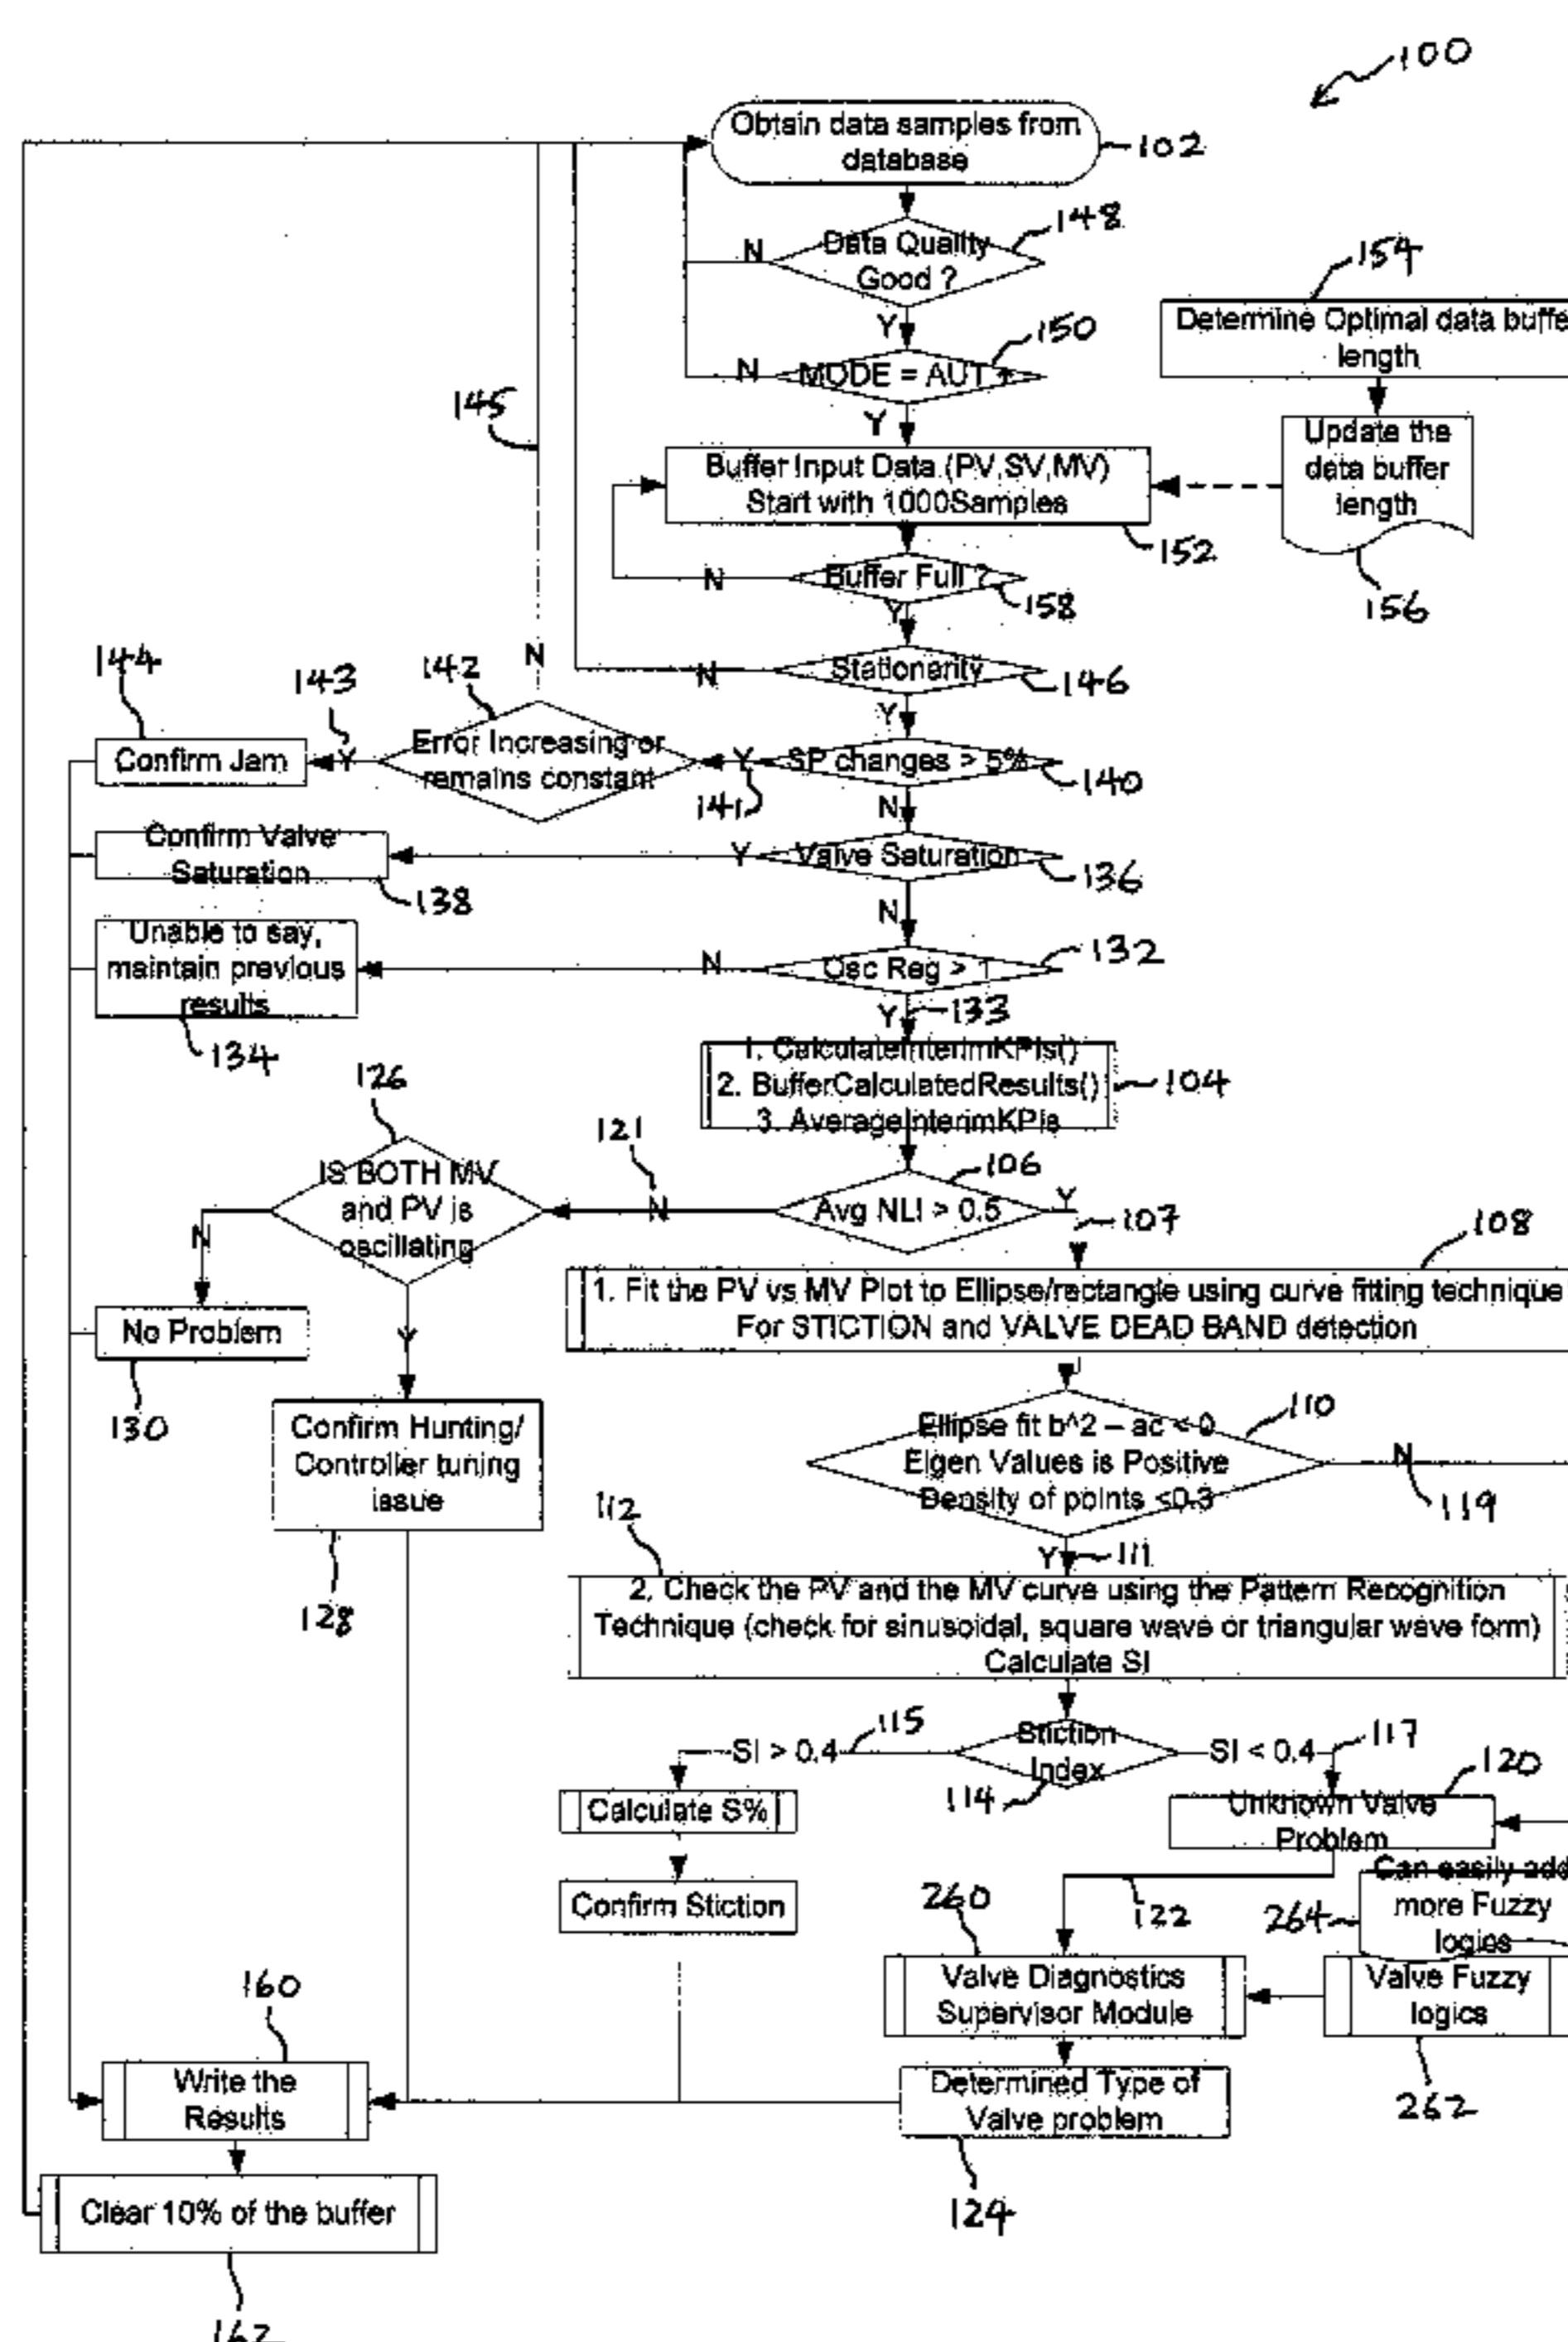 100
Obtain data samples from
database
102
148
Data Quality
Good ?
N
Y
154
Determine Optimal data buffe
length
150
MODE = AUT
N
Y
145
Update the
data buffer
length
156
Buffer Input Data (PV,SV,MV)
Start with 1000Samples
152
Buffer Full ?
N
158
Y
Stationarity
N
146
Y
144
143
142
N
Confirm Jam
Y
Error Increasing or
remains constant
Y
141
SP changes > 5%
140
N
Confirm Valve
Saturation
138
Y
Valve Saturation
136
N
Unable to say,
maintain previous
results
134
N
Osc Reg > 1
132
Y
133
1. CalculateInterimKPIs()
2. BufferCalculatedResults()
3. AverageInterimKPIs
104
126
IS BOTH MV
and PV is
oscillating
121
N
106
Avg NLI > 0.5
Y
107
N
No Problem
130
Y
108
1. Fit the PV vs MV Plot to Ellipse/rectangle using curve fitting technique
For STICTION and VALVE DEAD BAND detection
Confirm Hunting/
Controller tuning
issue
128
Ellipse fit b^2 – ac < 0
Eigen Values is Positive
Density of points <0.3
110
N
119
Y
111
112
2. Check the PV and the MV curve using the Pattern Recognition
Technique (check for sinusoidal, square wave or triangular wave form)
Calculate SI
SI > 0.4
115
Stiction
Index
114
SI < 0.4
117
120
Calculate S%
Unknown Valve
Problem
Confirm Stiction
260
122
264
Can easily add
more Fuzzy
logics
Valve Diagnostics
Supervisor Module
Valve Fuzzy
logics
262
160
Write the
Results
Determined Type of
Valve problem
124
Clear 10% of the buffer
162